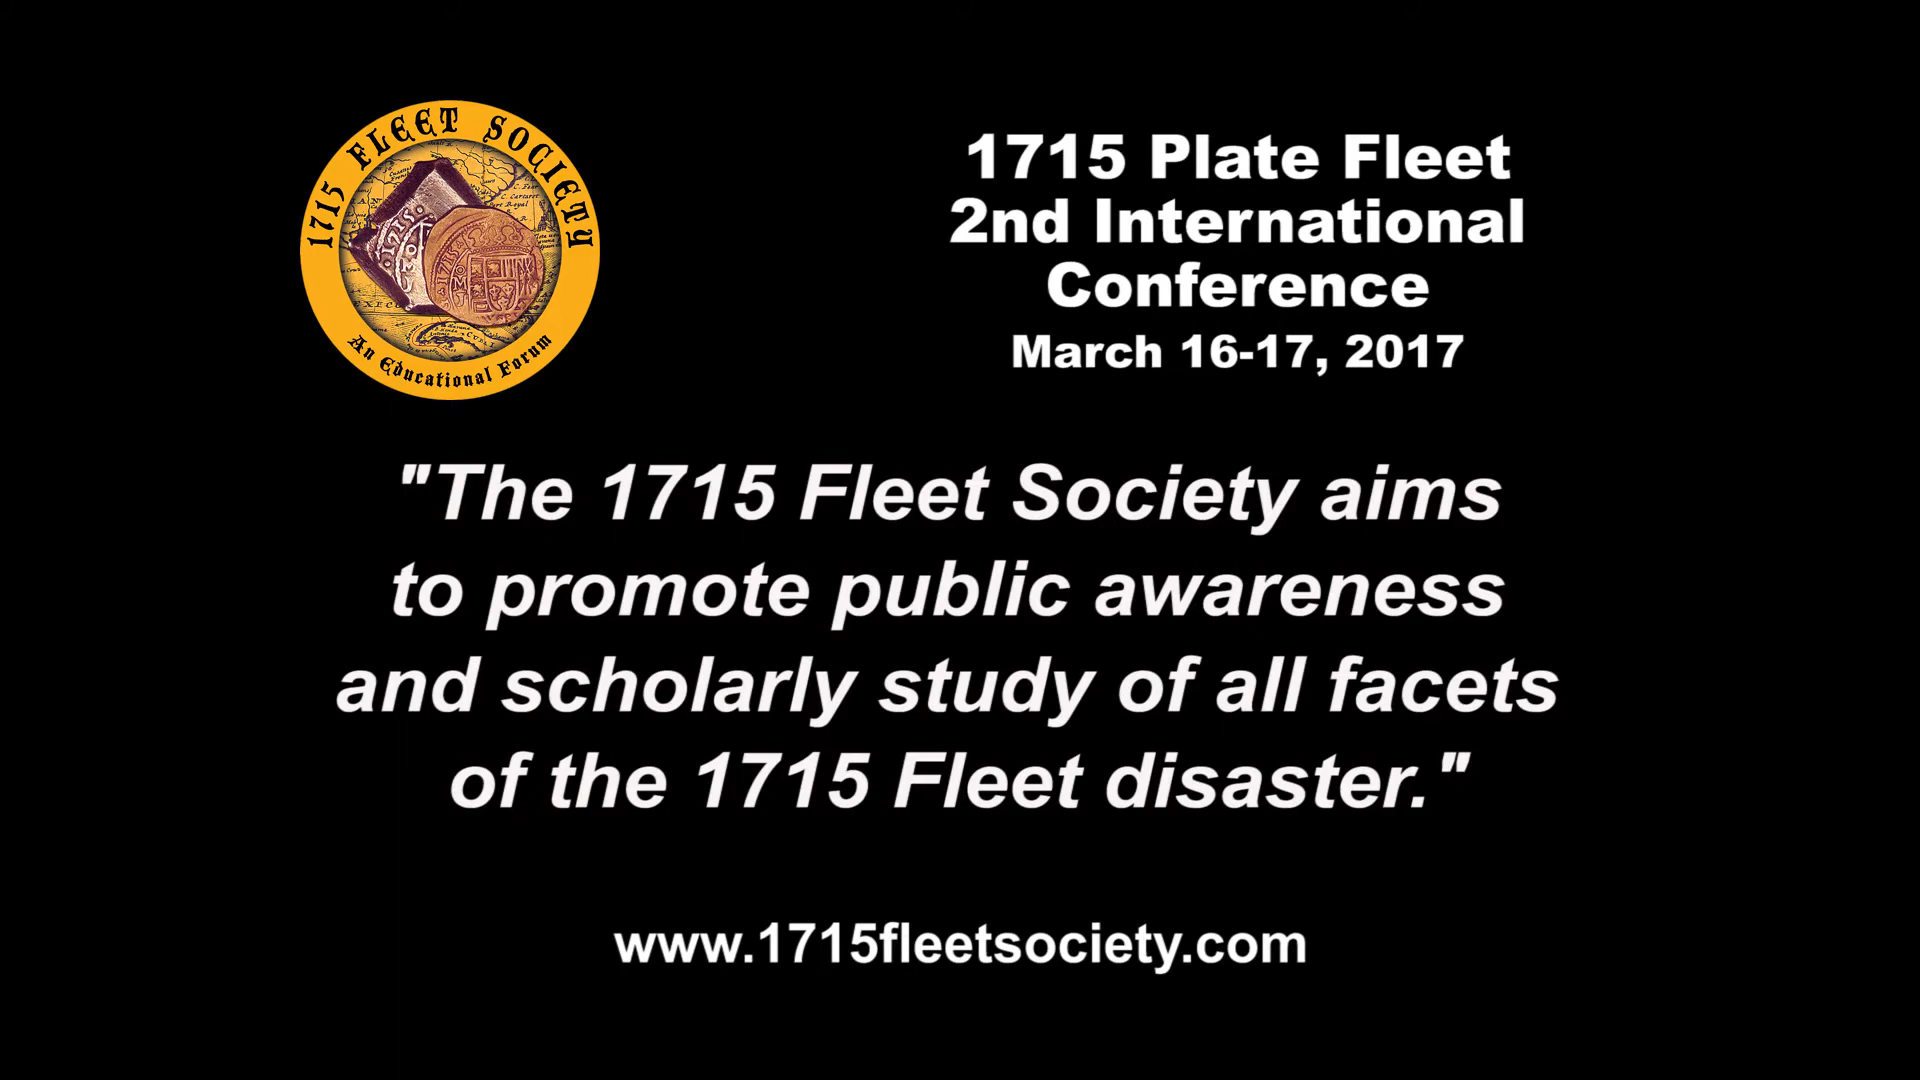 1715 FLEET SOCIETY
An Educational Forum
1715 Plate Fleet
2nd International
Conference
March 16-17, 2017
"The 1715 Fleet Society aims
to promote public awareness
and scholarly study of all facets
of the 1715 Fleet disaster."
www.1715fleetsociety.com